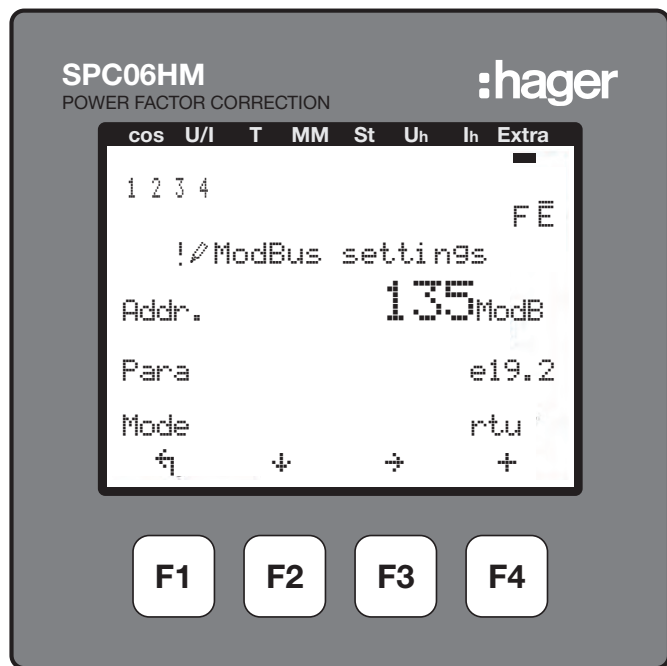 SPC06HM
:hager
POWER FACTOR CORRECTION
cos U/I T MM St Uh Ih Extra
1 2 3 4
FĒ
!ModBus settings
Addr. 135ModB
Para e19.2
Mode rtu
F1 F2 F3 F4